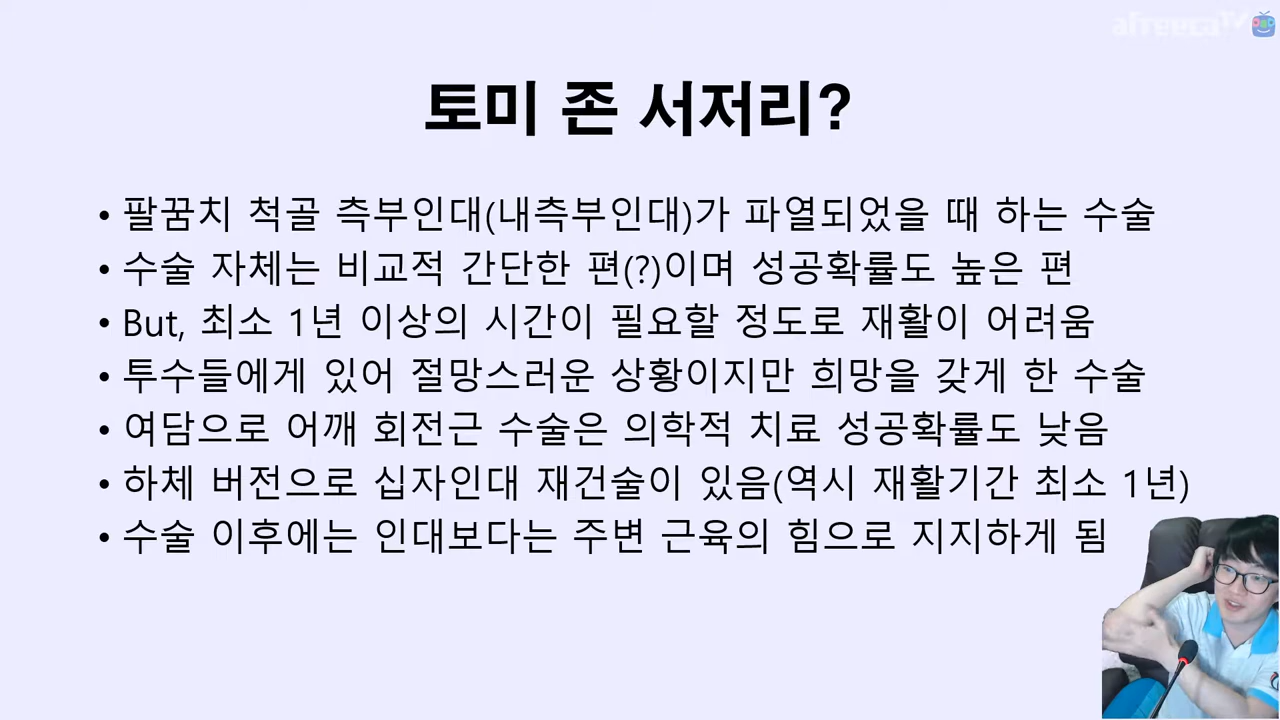 afreecaTV
토미 존 서저리?
• 팔꿈치 척골 측부인대(내측부인대)가 파열되었을 때 하는 수술
• 수술 자체는 비교적 간단한 편(?)이며 성공확률도 높은 편
• But, 최소 1년 이상의 시간이 필요할 정도로 재활이 어려움
• 투수들에게 있어 절망스러운 상황이지만 희망을 갖게 한 수술
• 여담으로 어깨 회전근 수술은 의학적 치료 성공확률도 낮음
• 하체 버전으로 십자인대 재건술이 있음(역시 재활기간 최소 1년)
• 수술 이후에는 인대보다는 주변 근육의 힘으로 지지하게 됨